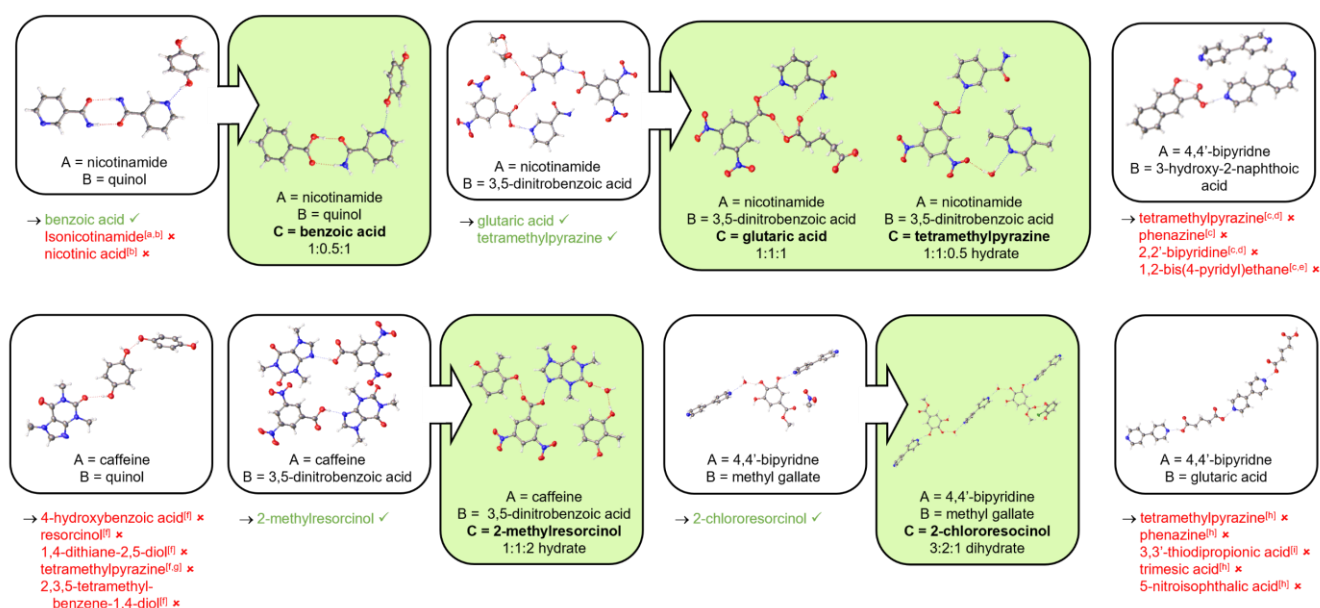 A = nicotinamide
B = quinol
→ benzoic acid ✓
Isonicotinamide[a,b] ✗
nicotinic acid[b] ✗
A = nicotinamide
B = quinol
C = benzoic acid
1:0.5:1
A = nicotinamide
B = 3,5-dinitrobenzoic acid
→ glutaric acid ✓
tetramethylpyrazine ✓
A = nicotinamide
B = 3,5-dinitrobenzoic acid
C = glutaric acid
1:1:1
A = nicotinamide
B = 3,5-dinitrobenzoic acid
C = tetramethylpyrazine
1:1:0.5 hydrate
A = 4,4'-bipyridne
B = 3-hydroxy-2-naphthoic
acid
→ tetramethylpyrazine[c,d] ✗
phenazine[c] ✗
2,2'-bipyridine[c,d] ✗
1,2-bis(4-pyridyl)ethane[c,e] ✗
A = caffeine
B = quinol
→ 4-hydroxybenzoic acid[f] ✗
resorcinol[f] ✗
1,4-dithiane-2,5-diol[f] ✗
tetramethylpyrazine[f,g] ✗
2,3,5-tetramethyl-
benzene-1,4-diol[f] ✗
A = caffeine
B = 3,5-dinitrobenzoic acid
→ 2-methylresorcinol ✓
A = caffeine
B = 3,5-dinitrobenzoic acid
C = 2-methylresorcinol
1:1:2 hydrate
A = 4,4'-bipyridne
B = methyl gallate
→ 2-chlororesorcinol ✓
A = 4,4'-bipyridine
B = methyl gallate
C = 2-chlororesocinol
3:2:1 dihydrate
A = 4,4'-bipyridne
B = glutaric acid
→ tetramethylpyrazine[h] ✗
phenazine[h] ✗
3,3'-thiodipropionic acid[i] ✗
trimesic acid[h] ✗
5-nitroisophthalic acid[h] ✗